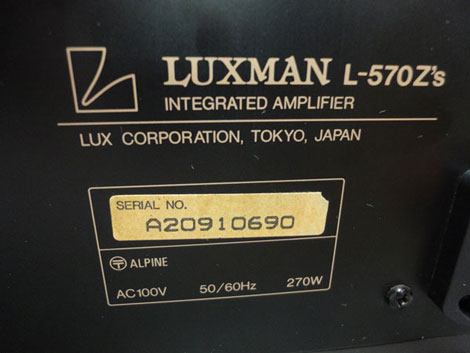 LUXMAN L-570Z's
INTEGRATED AMPLIFIER
LUX CORPORATION, TOKYO, JAPAN
SERIAL NO.
A20910690
〒 ALPINE
AC100V 50/60Hz 270W